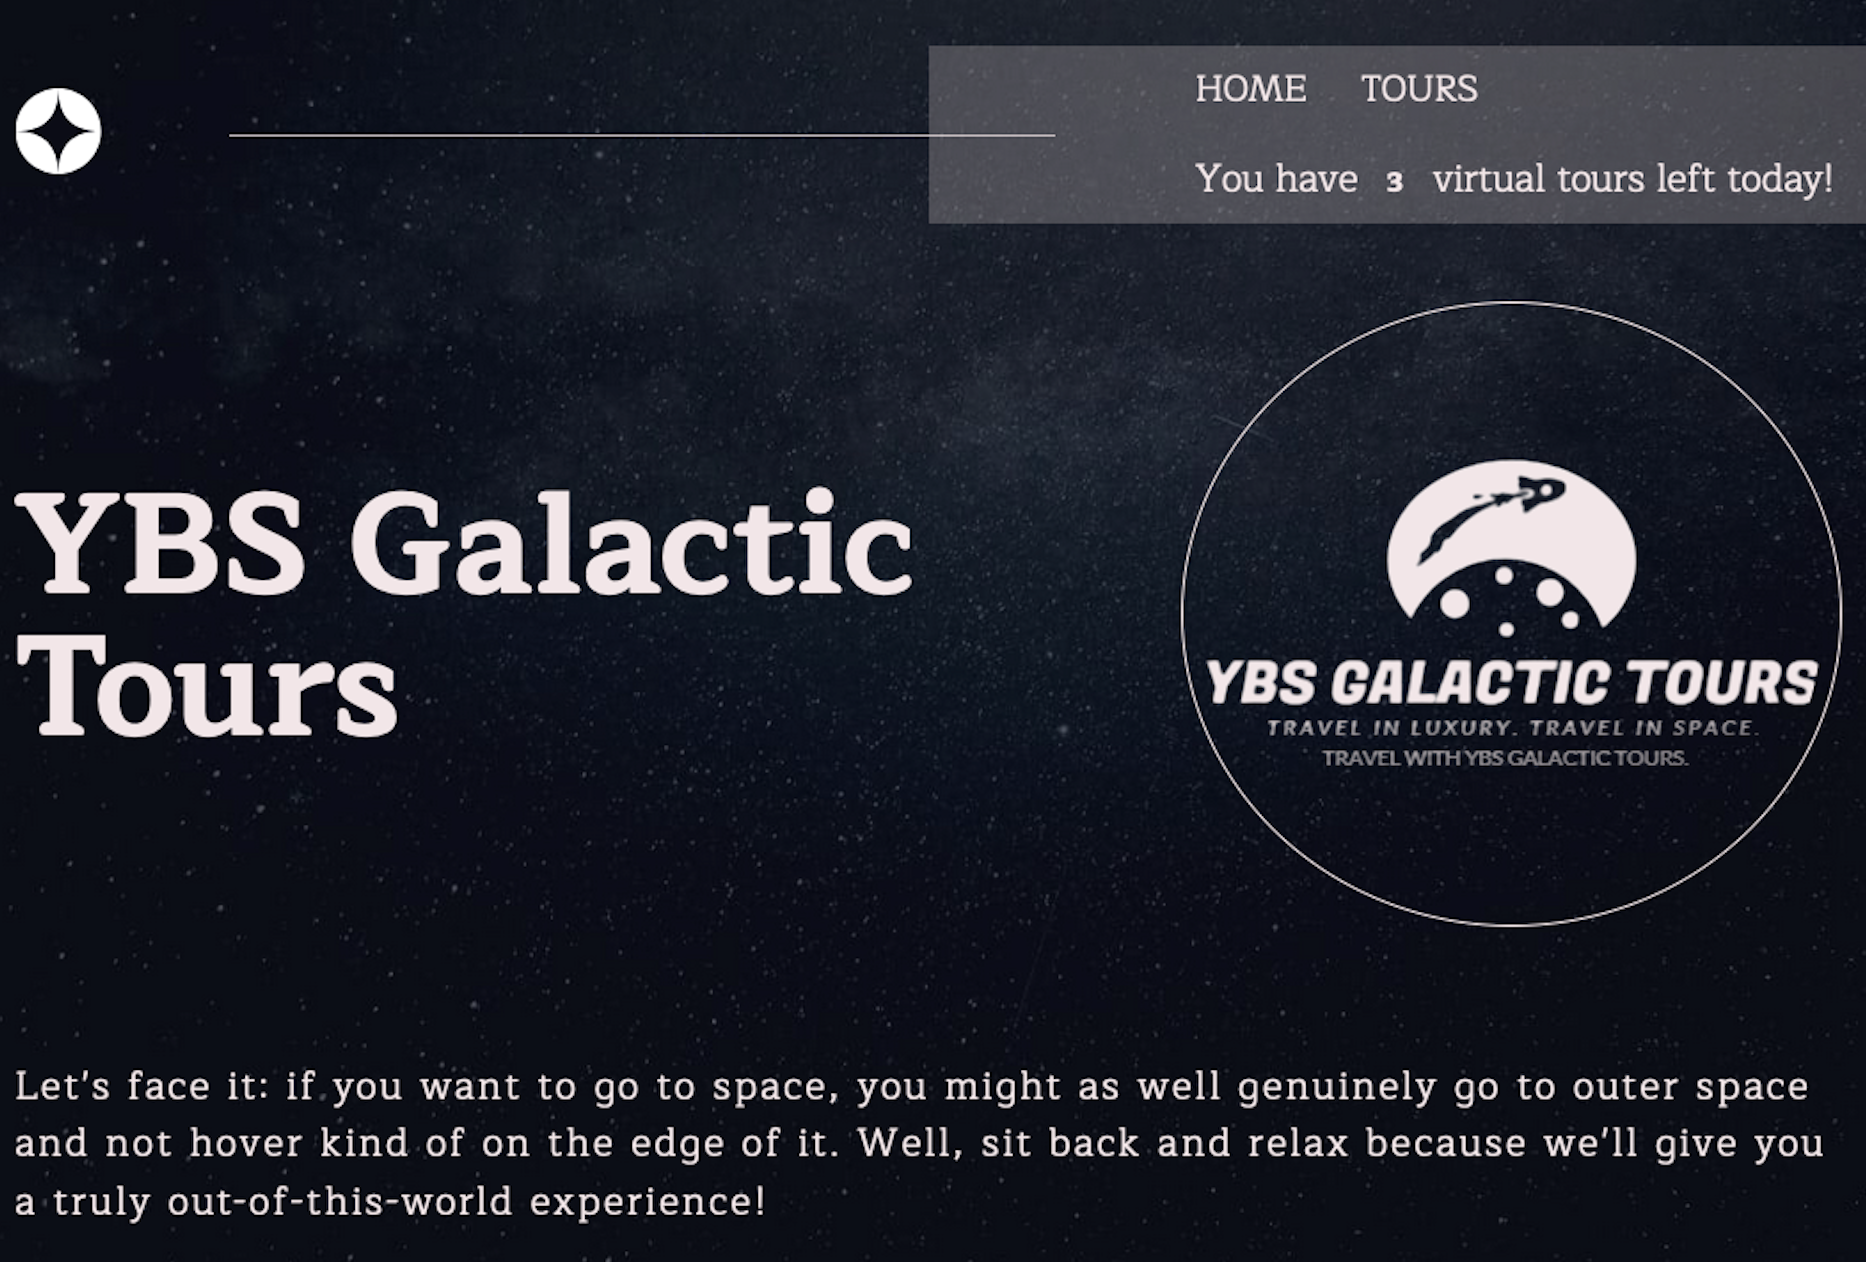 HOME TOURS
You have 3 virtual tours left today!
YBS Galactic
Tours
YBS GALACTIC TOURS
TRAVEL IN LUXURY. TRAVEL IN SPACE.
TRAVEL WITH YBS GALACTIC TOURS.
Let's face it: if you want to go to space, you might as well genuinely go to outer space
and not hover kind of on the edge of it. Well, sit back and relax because we'll give you
a truly out-of-this-world experience!